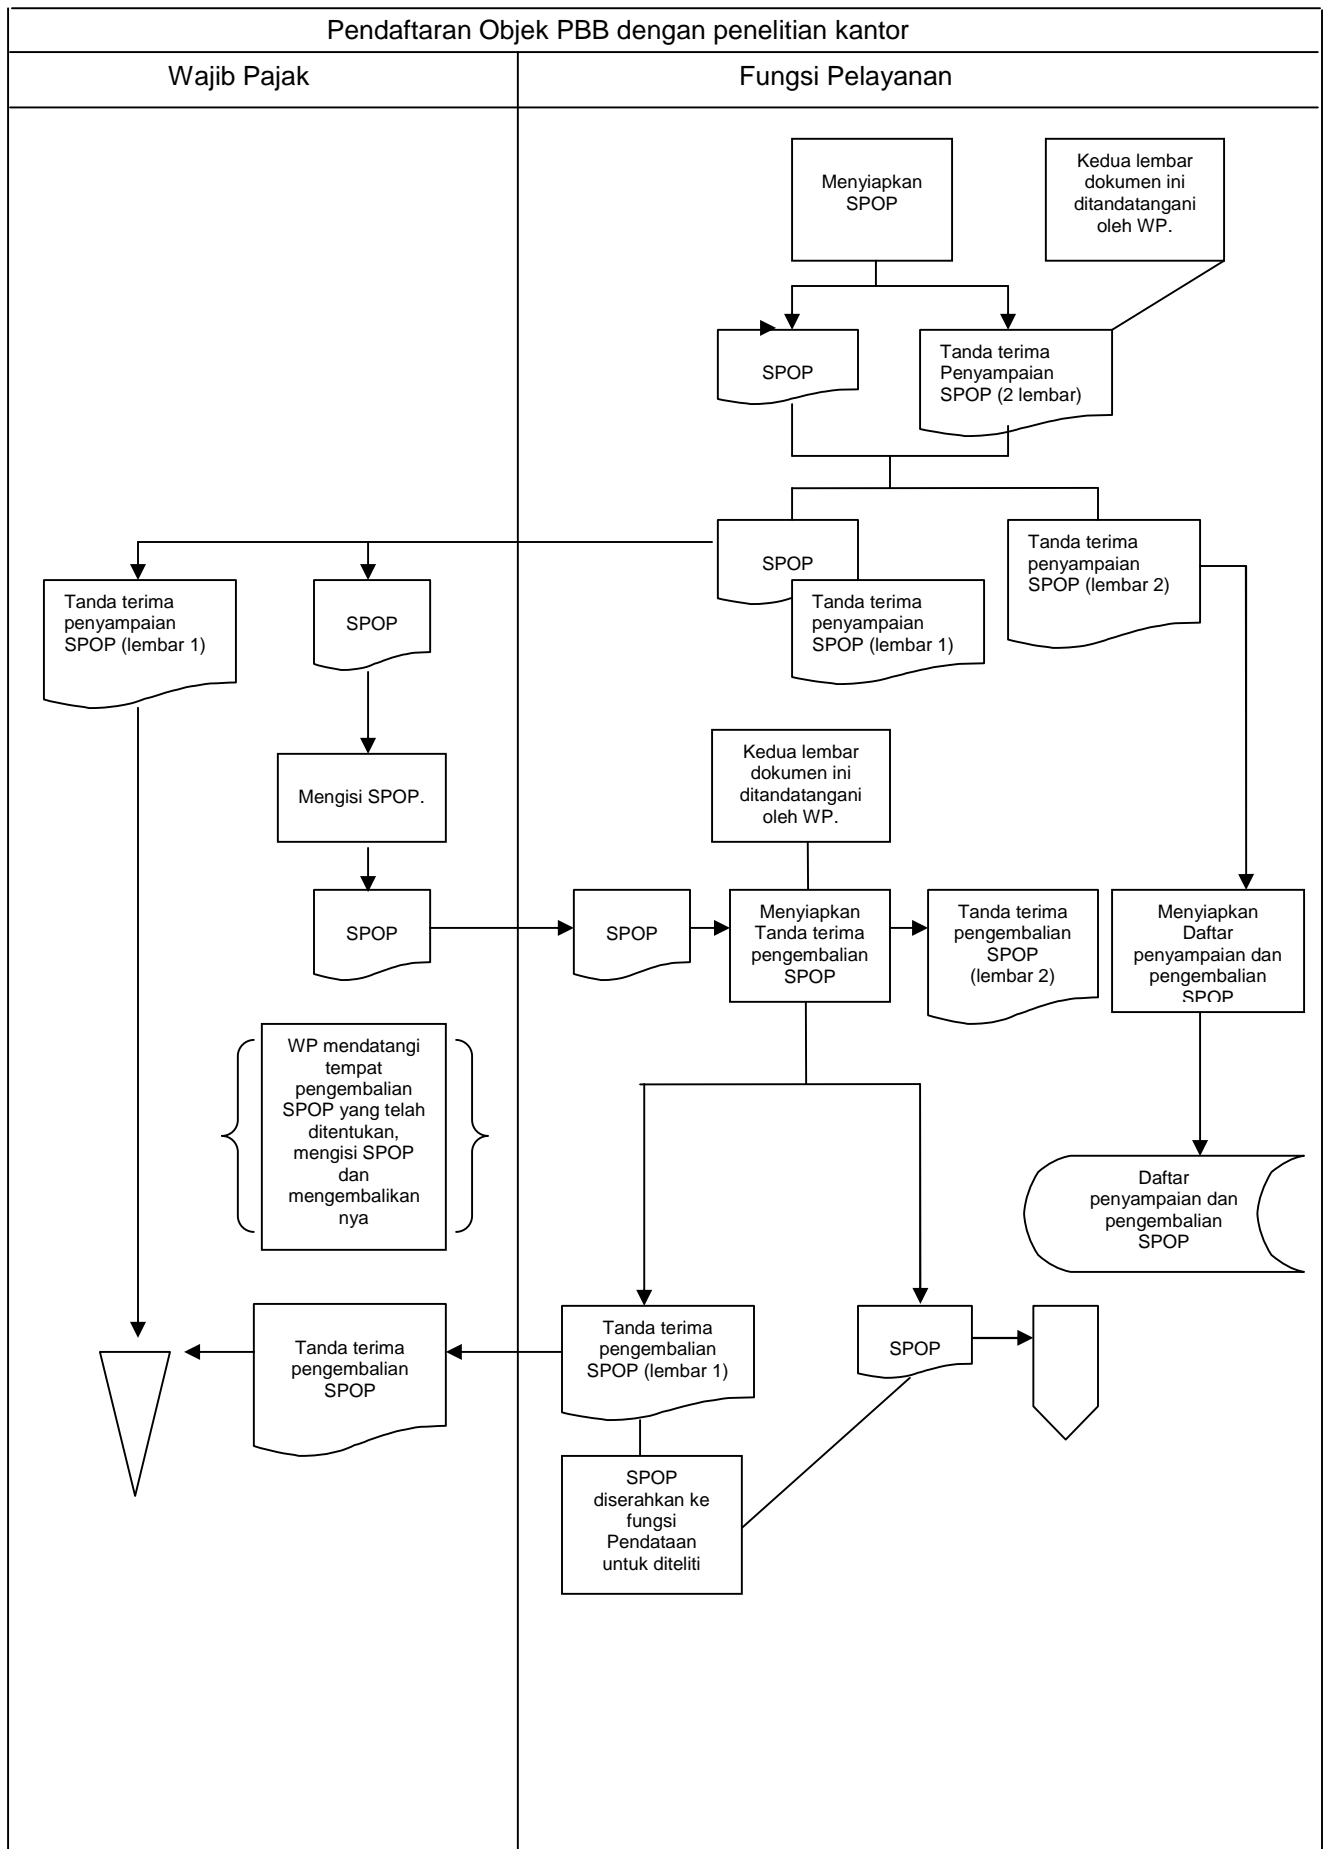 Pendaftaran Objek PBB dengan penelitian kantor
Wajib Pajak
Fungsi Pelayanan
Menyiapkan
SPOP
Kedua lembar
dokumen ini
ditandatangani
oleh WP.
SPOP
Tanda terima
Penyampaian
SPOP (2 lembar)
SPOP
Tanda terima
penyampaian
SPOP (lembar 1)
Tanda terima
penyampaian
SPOP (lembar 2)
Tanda terima
penyampaian
SPOP (lembar 1)
SPOP
Mengisi SPOP.
Kedua lembar
dokumen ini
ditandatangani
oleh WP.
SPOP
SPOP
Menyiapkan
Tanda terima
pengembalian
SPOP
Tanda terima
pengembalian
SPOP
(lembar 2)
Menyiapkan
Daftar
penyampaian dan
pengembalian
SPOP
WP mendatangi
tempat
pengembalian
SPOP yang telah
ditentukan,
mengisi SPOP
dan
mengembalikan
nya
Daftar
penyampaian dan
pengembalian
SPOP
Tanda terima
pengembalian
SPOP
Tanda terima
pengembalian
SPOP (lembar 1)
SPOP
SPOP
diserahkan ke
fungsi
Pendataan
untuk diteliti